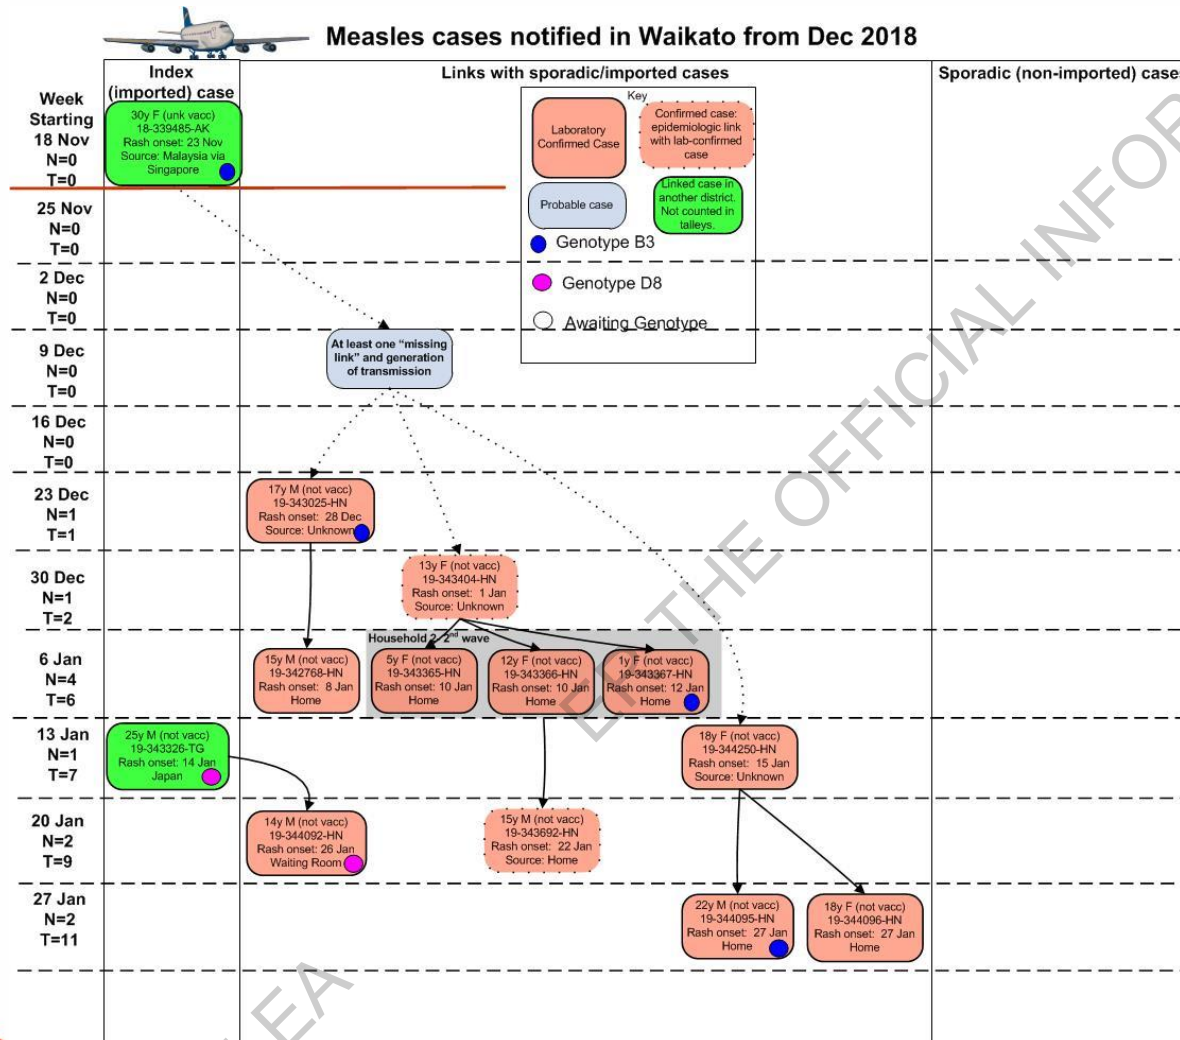 Measles cases notified in Waikato from Dec 2018
Index
(imported) case
Links with sporadic/imported cases
Sporadic (non-imported) cases
Week
Starting
18 Nov
N=0
T=0
30y F (unk vacc)
18-339485-AK
Rash onset: 23 Nov
Source: Malaysia via
Singapore
Key
Laboratory
Confirmed Case
Confirmed case:
epidemiologic link
with lab-confirmed
case
Probable case
Linked case in
another district.
Not counted in
talleys.
Genotype B3
Genotype D8
Awaiting Genotype
25 Nov
N=0
T=0
2 Dec
N=0
T=0
9 Dec
N=0
T=0
At least one “missing
link” and generation
of transmission
16 Dec
N=0
T=0
23 Dec
N=1
T=1
17y M (not vacc)
19-343025-HN
Rash onset: 28 Dec
Source: Unknown
30 Dec
N=1
T=2
13y F (not vacc)
19-343404-HN
Rash onset: 1 Jan
Source: Unknown
Household 2, 2nd wave
6 Jan
N=4
T=6
15y M (not vacc)
19-342768-HN
Rash onset: 8 Jan
Home
5y F (not vacc)
19-343365-HN
Rash onset: 10 Jan
Home
12y F (not vacc)
19-343366-HN
Rash onset: 10 Jan
Home
1y F (not vacc)
19-343367-HN
Rash onset: 12 Jan
Home
13 Jan
N=1
T=7
25y M (not vacc)
19-343326-TG
Rash onset: 14 Jan
Japan
18y F (not vacc)
19-344250-HN
Rash onset: 15 Jan
Source: Unknown
20 Jan
N=2
T=9
14y M (not vacc)
19-344092-HN
Rash onset: 26 Jan
Waiting Room
15y M (not vacc)
19-343692-HN
Rash onset: 22 Jan
Source: Home
27 Jan
N=2
T=11
22y M (not vacc)
19-344095-HN
Rash onset: 27 Jan
Home
18y F (not vacc)
19-344096-HN
Rash onset: 27 Jan
Home
LEA
ER THE OFFICIAL INFOR